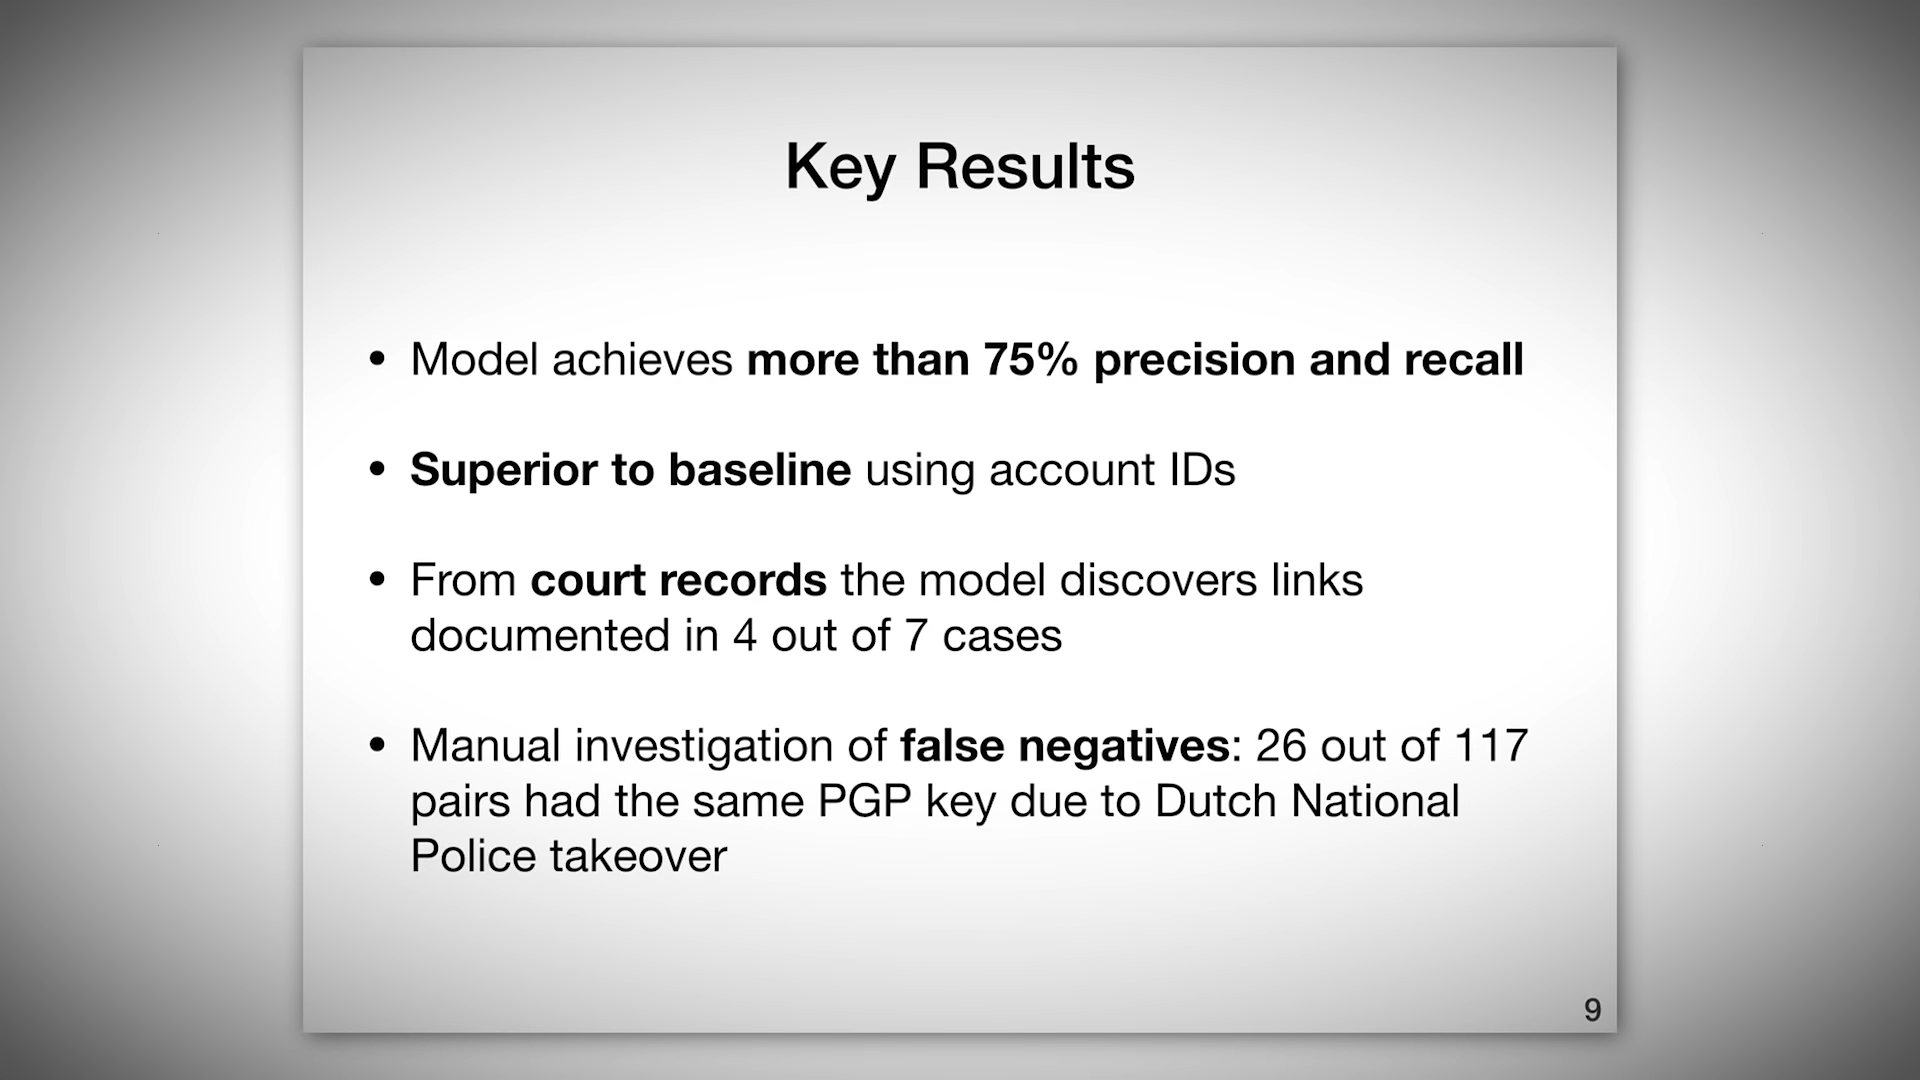 Key Results
• Model achieves more than 75% precision and recall
• Superior to baseline using account IDs
• From court records the model discovers links
documented in 4 out of 7 cases
• Manual investigation of false negatives: 26 out of 117
pairs had the same PGP key due to Dutch National
Police takeover
9